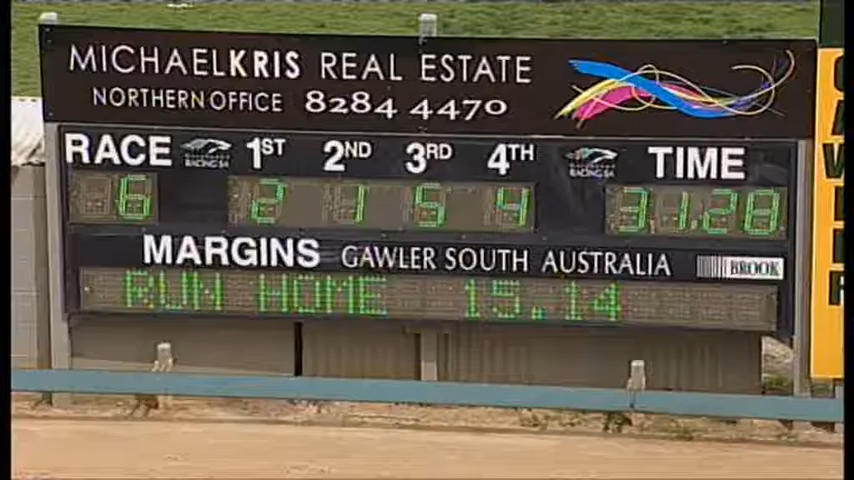 MICHAELKRIS REAL ESTATE
NORTHERN OFFICE 8284 4470
RACE 1ST 2ND 3RD 4TH TIME
6 2 1 5 4 31.28
MARGINS GAWLER SOUTH AUSTRALIA BROOK
RUN HOME 15.14
GAWLER